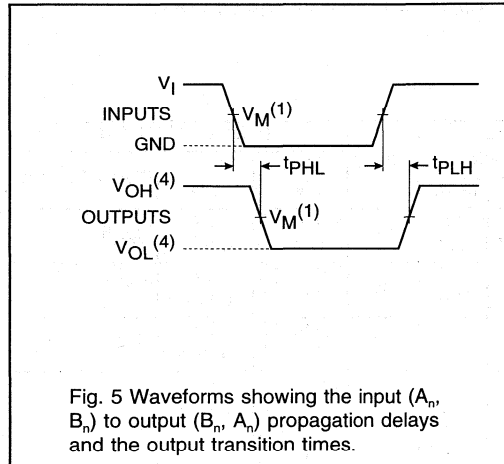 V_I
INPUTS
V_M(1)
GND
t_PHL
t_PLH
V_OH(4)
OUTPUTS
V_M(1)
V_OL(4)
Fig. 5 Waveforms showing the input (A_n,
B_n) to output (B_n, A_n) propagation delays
and the output transition times.